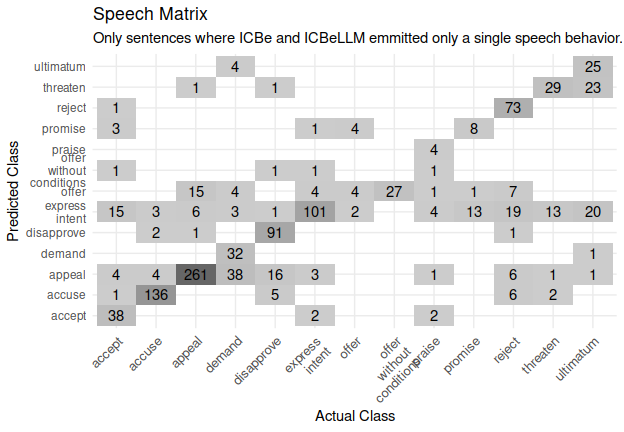 Speech Matrix
Only sentences where ICBe and ICBeLLM emmitted only a single speech behavior.
Predicted Class
ultimatum 4 25
threaten 1 1 29 23
reject 1 73
promise 3 1 4 8
praise 4
offer
without
conditions 1 1 1 1
offer 15 4 4 4 27 1 1 7
express
intent 15 3 6 3 1 101 2 4 13 19 13 20
disapprove 2 1 91 1
demand 32 1
appeal 4 4 261 38 16 3 1 6 1 1
accuse 1 136 5 6 2
accept 38 2 2
accept
accuse
appeal
demand
disapprove
express
intent
offer
offer
without
conditions
praise
promise
reject
threaten
ultimatum
Actual Class